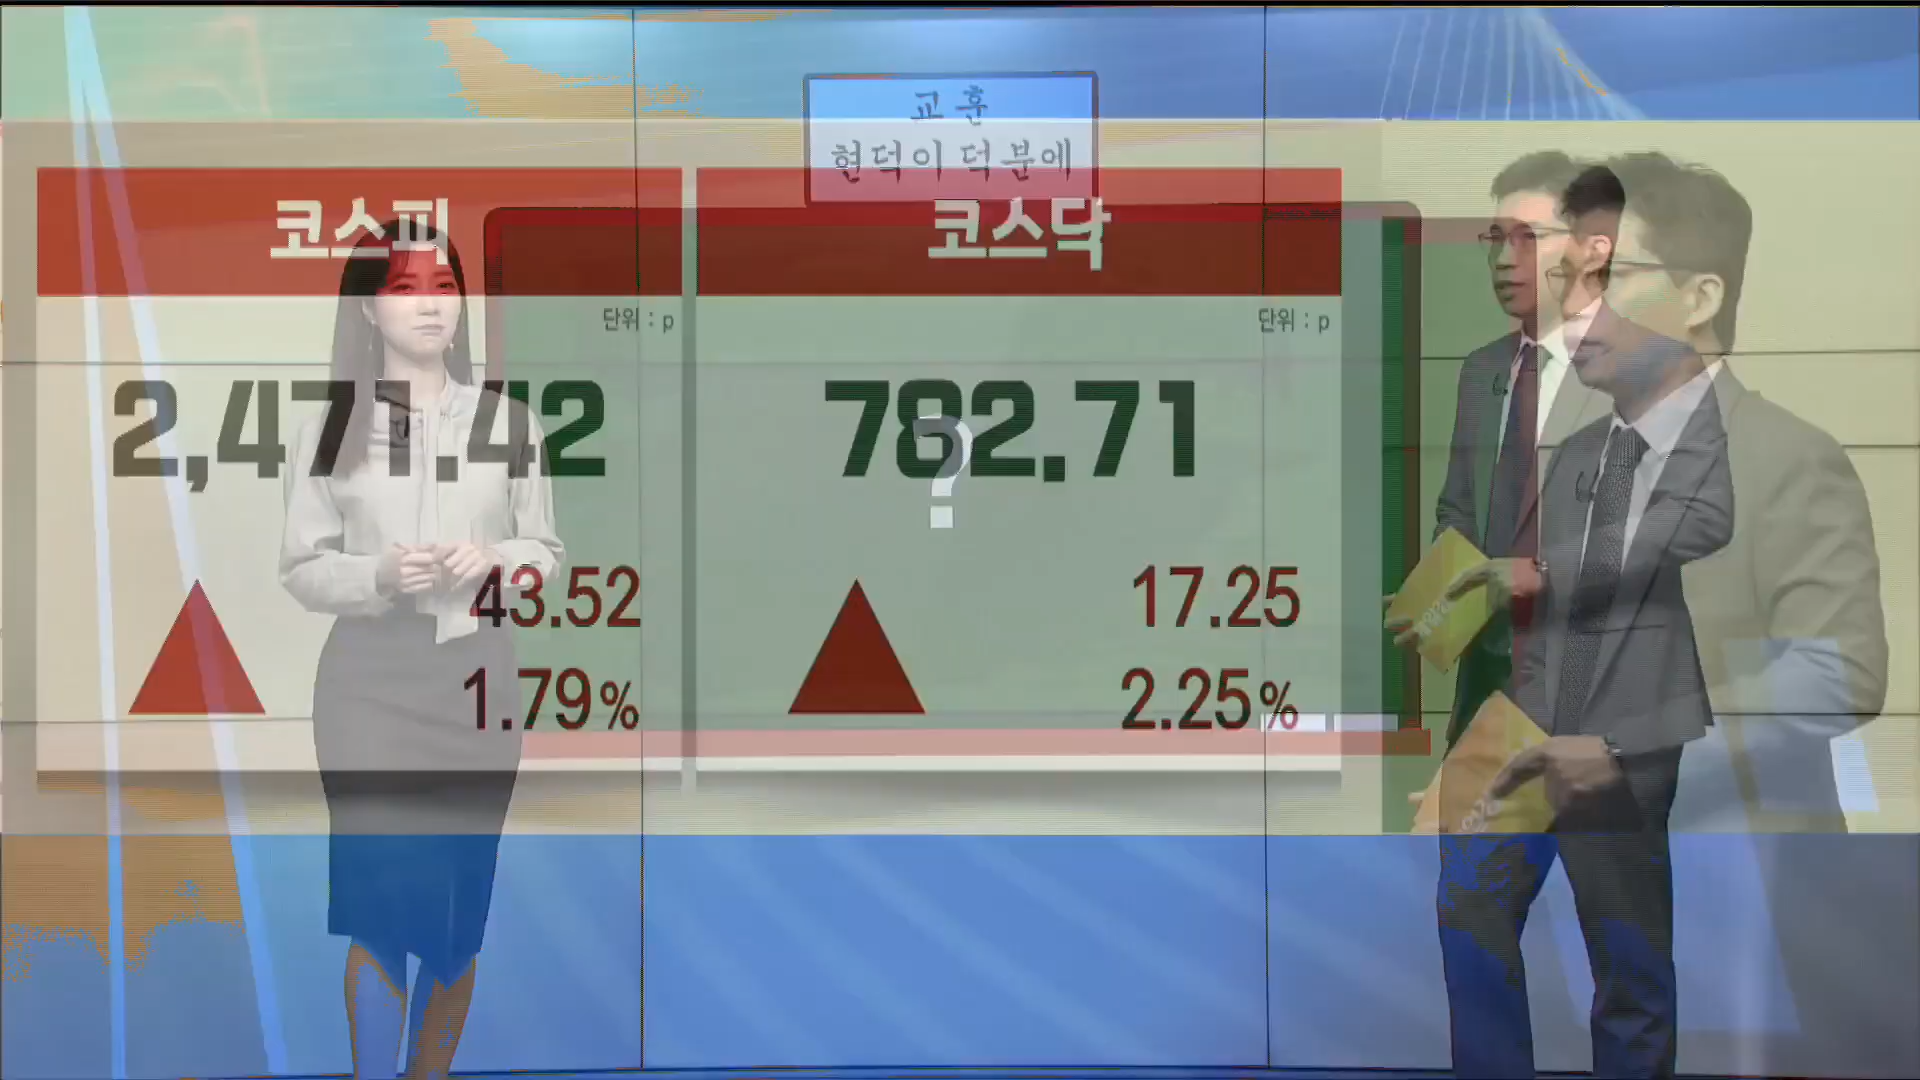 교훈
현덕이 덕분에
코스피
코스닥
단위 : p
단위 : p
2,471.42
782.71
?
43.52
17.25
1.79%
2.25%